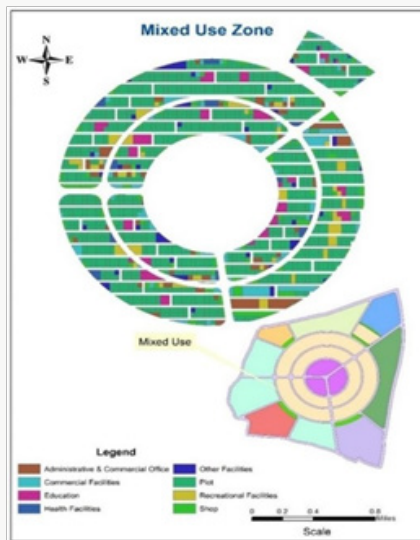 Mixed Use Zone
N
W E
S
Mixed Use
Legend
Administrative & Commercial Office
Commercial Facilities
Education
Health Facilities
Other Facilities
Plot
Recreational Facilities
Shop
0 0.2 0.4 0.8
Miles
Scale